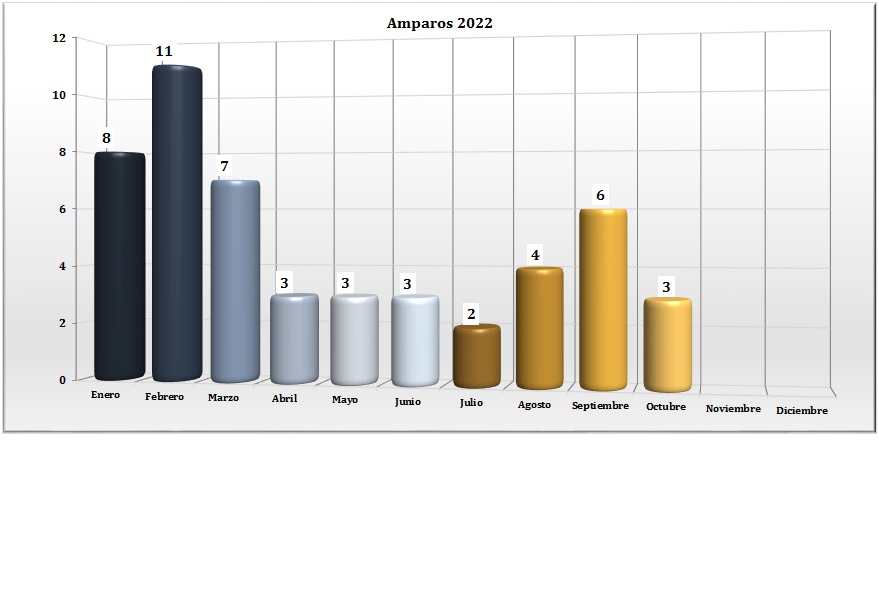 Amparos 2022
12
10
8
6
4
2
0
8
11
7
3
3
3
2
4
6
3
Enero
Febrero
Marzo
Abril
Mayo
Junio
Julio
Agosto
Septiembre
Octubre
Noviembre
Diciembre